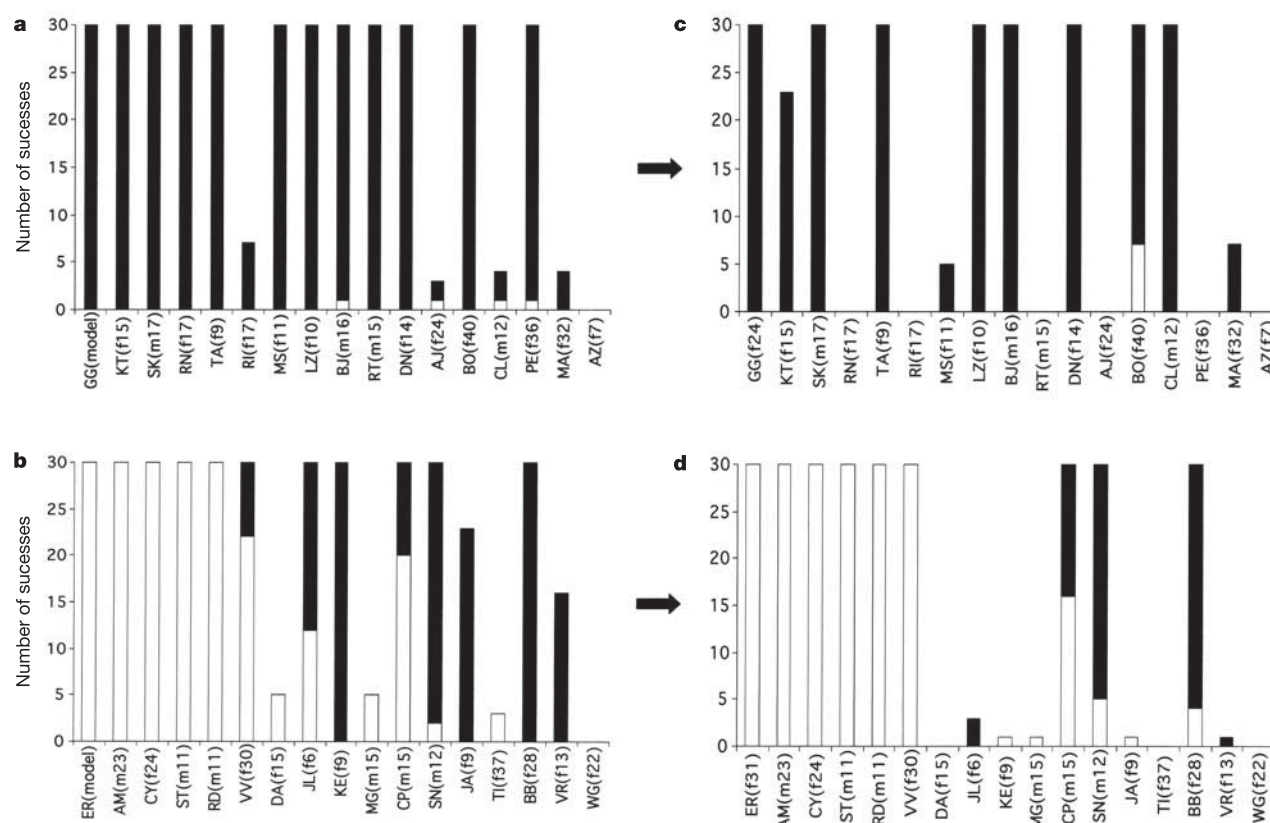 a
Number of sucesses
30
25
20
15
10
5
0
GG(model)
KT(f15)
SK(m17)
RN(f17)
TA(f9)
RI(f17)
MS(f11)
LZ(f10)
BJ(m16)
RT(m15)
DN(f14)
AJ(f24)
BO(f40)
CL(m12)
PE(f36)
MA(f32)
AZ(f7)
c
30
25
20
15
10
5
0
GG(f24)
KT(f15)
SK(m17)
RN(f17)
TA(f9)
RI(f17)
MS(f11)
LZ(f10)
BJ(m16)
RT(m15)
DN(f14)
AJ(f24)
BO(f40)
CL(m12)
PE(f36)
MA(f32)
AZ(f7)
b
Number of sucesses
30
25
20
15
10
5
0
ER(model)
AM(m23)
CY(f24)
ST(m11)
RD(m11)
VV(f30)
DA(f15)
JL(f6)
KE(f9)
MG(m15)
CP(m15)
SN(m12)
JA(f9)
TI(f37)
BB(f28)
VR(f13)
WG(f22)
d
30
25
20
15
10
5
0
ER(f31)
AM(m23)
CY(f24)
ST(m11)
RD(m11)
VV(f30)
DA(f15)
JL(f6)
KE(f9)
MG(m15)
CP(m15)
SN(m12)
JA(f9)
TI(f37)
BB(f28)
VR(f13)
WG(f22)